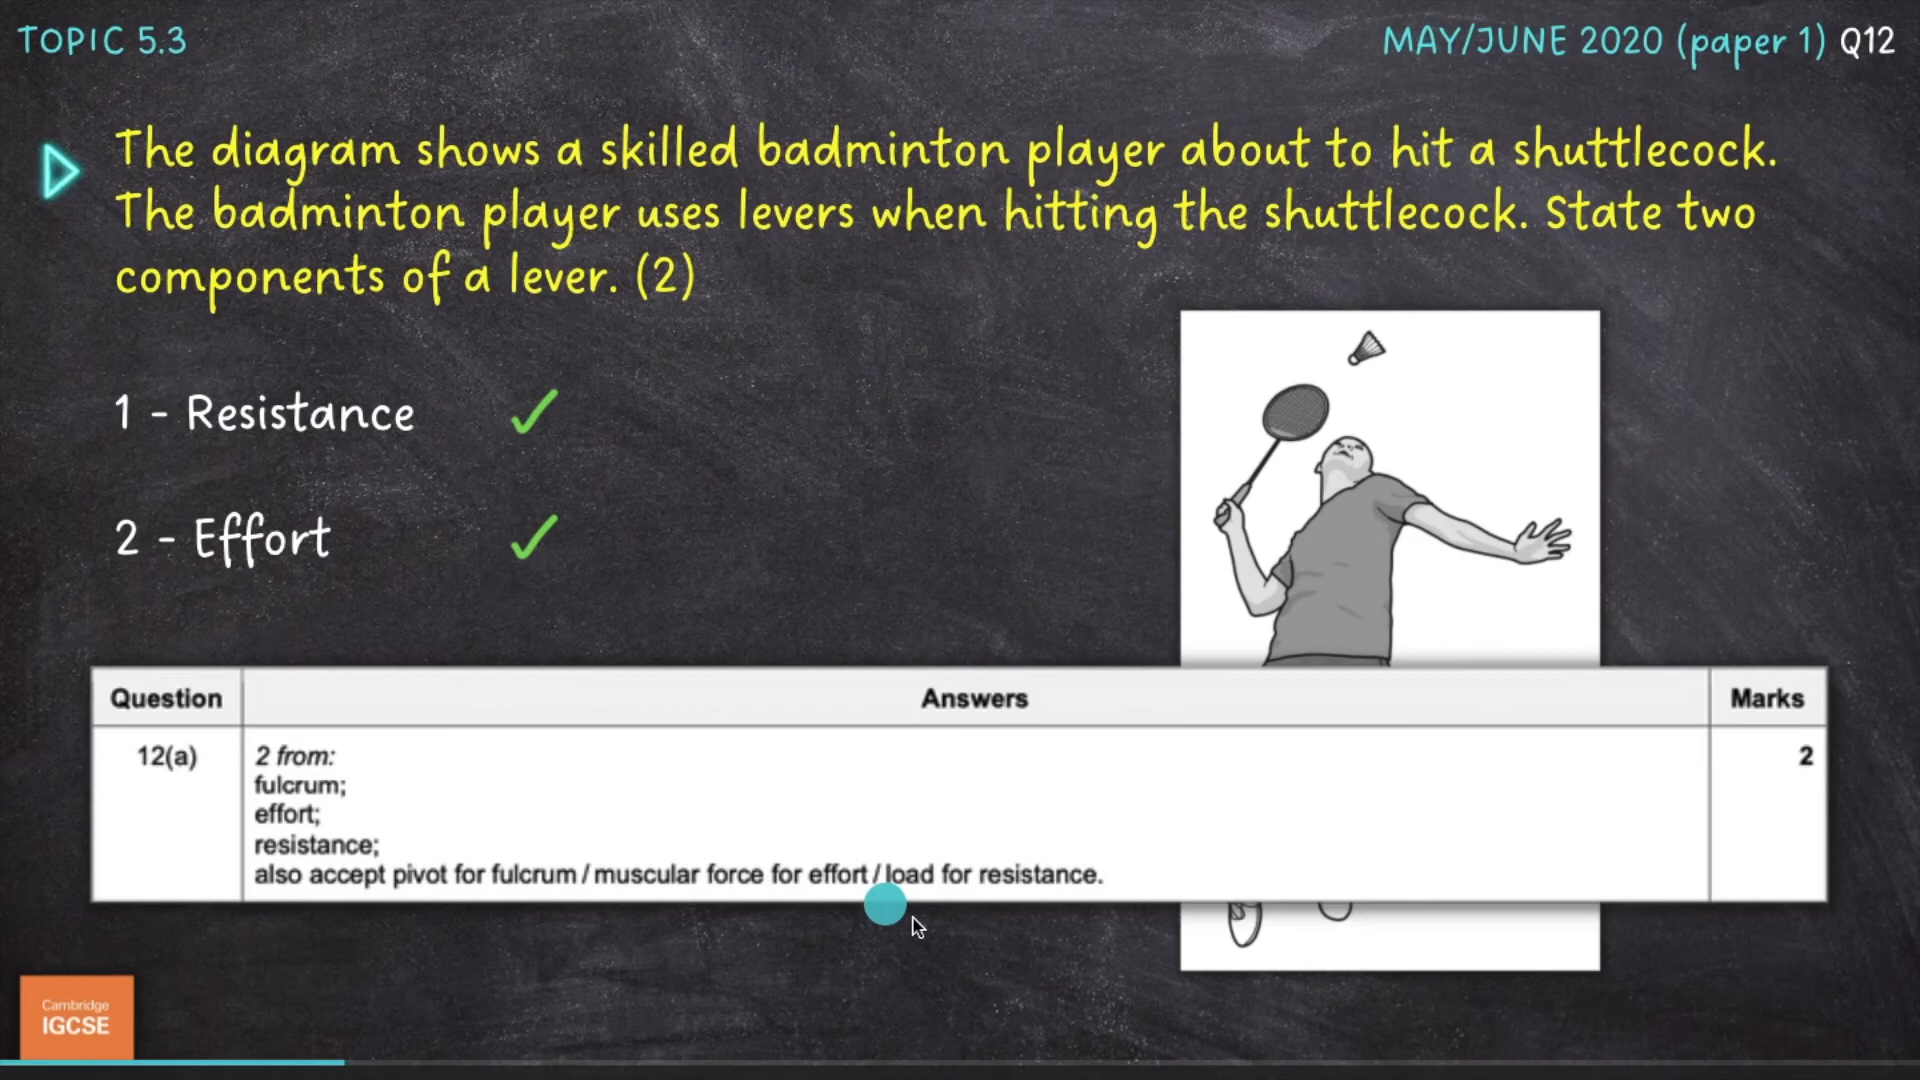 TOPIC 5.3
MAY/JUNE 2020 (paper 1) Q12
The diagram shows a skilled badminton player about to hit a shuttlecock.
The badminton player uses levers when hitting the shuttlecock. State two
components of a lever. (2)
1 - Resistance
2 - Effort
Question Answers Marks
12(a) 2 from: 2
fulcrum;
effort;
resistance;
also accept pivot for fulcrum / muscular force for effort / load for resistance.
Cambridge
IGCSE